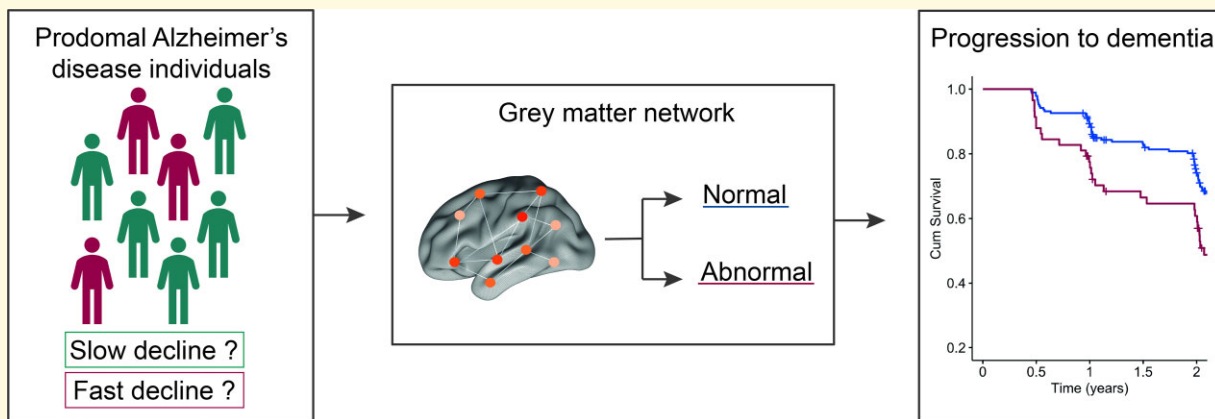 Prodomal Alzheimer's
disease individuals
Slow decline ?
Fast decline ?
Grey matter network
Normal
Abnormal
Progression to dementia
Cum Survival
1.0
0.8
0.6
0.4
0.2
0
0.5
1
1.5
2
Time (years)